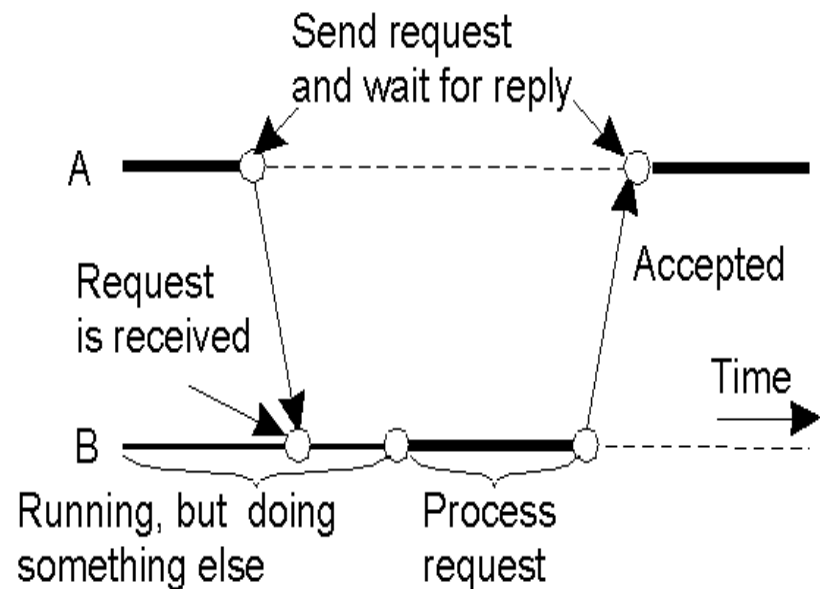 Send request
and wait for reply
A
Accepted
Request
is received
Time
B
Running, but doing
something else
Process
request